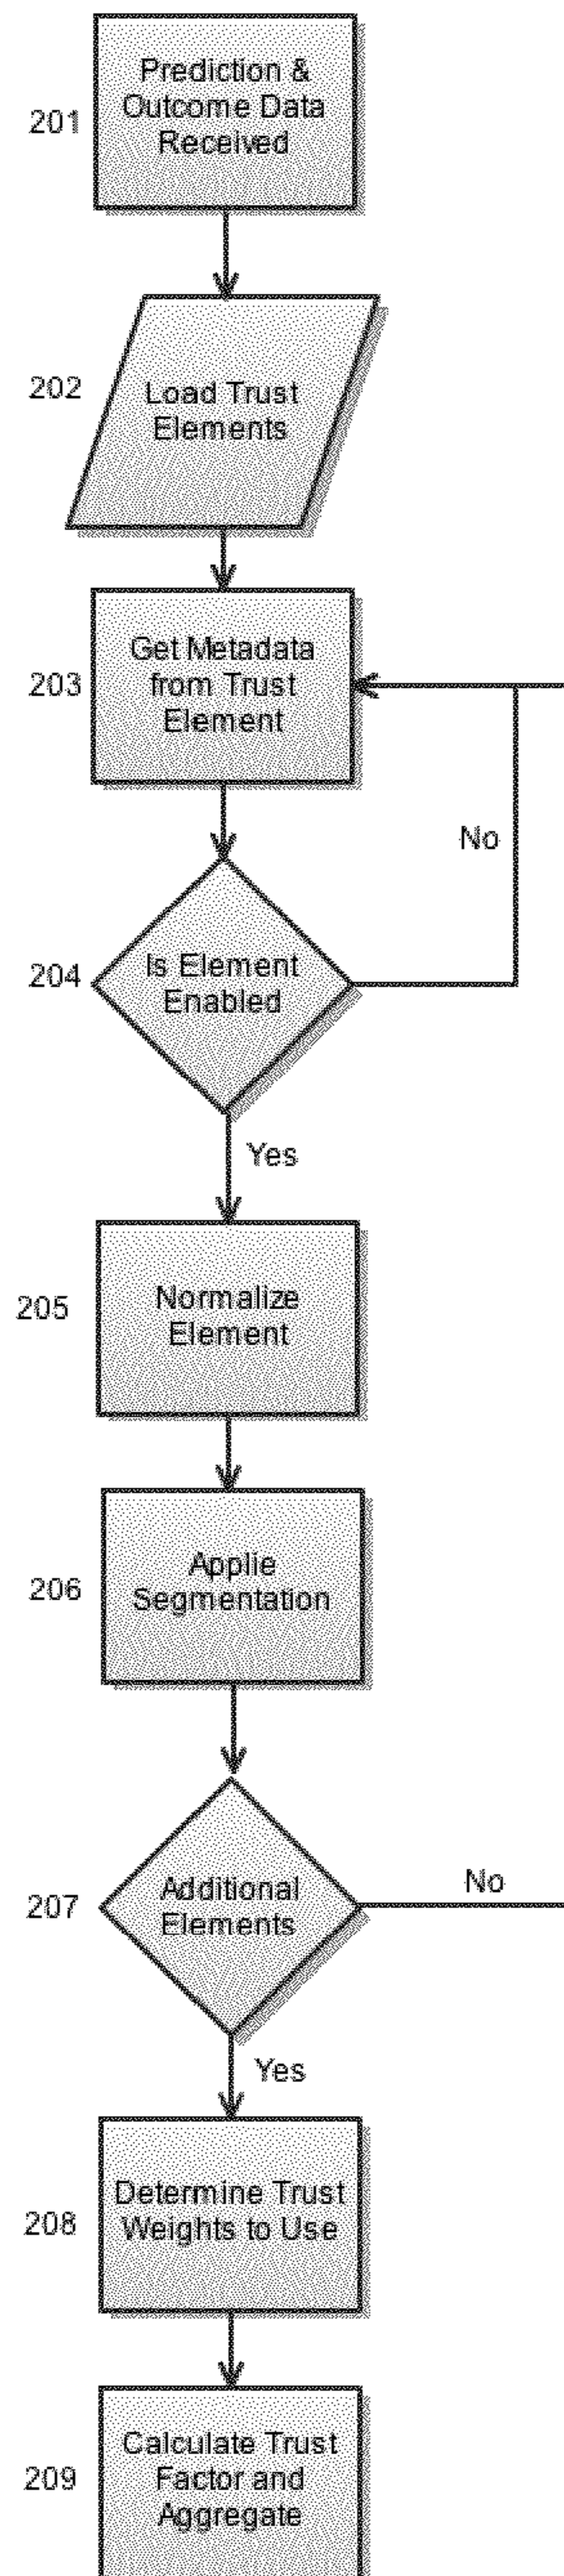 201
Prediction &
Outcome Data
Received
202
Load Trust
Elements
203
Get Metadata
from Trust
Element
No
204
Is Element
Enabled
Yes
205
Normalize
Element
206
Applie
Segmentation
207
Additional
Elements
No
Yes
208
Determine Trust
Weights to Use
209
Calculate Trust
Factor and
Aggregate